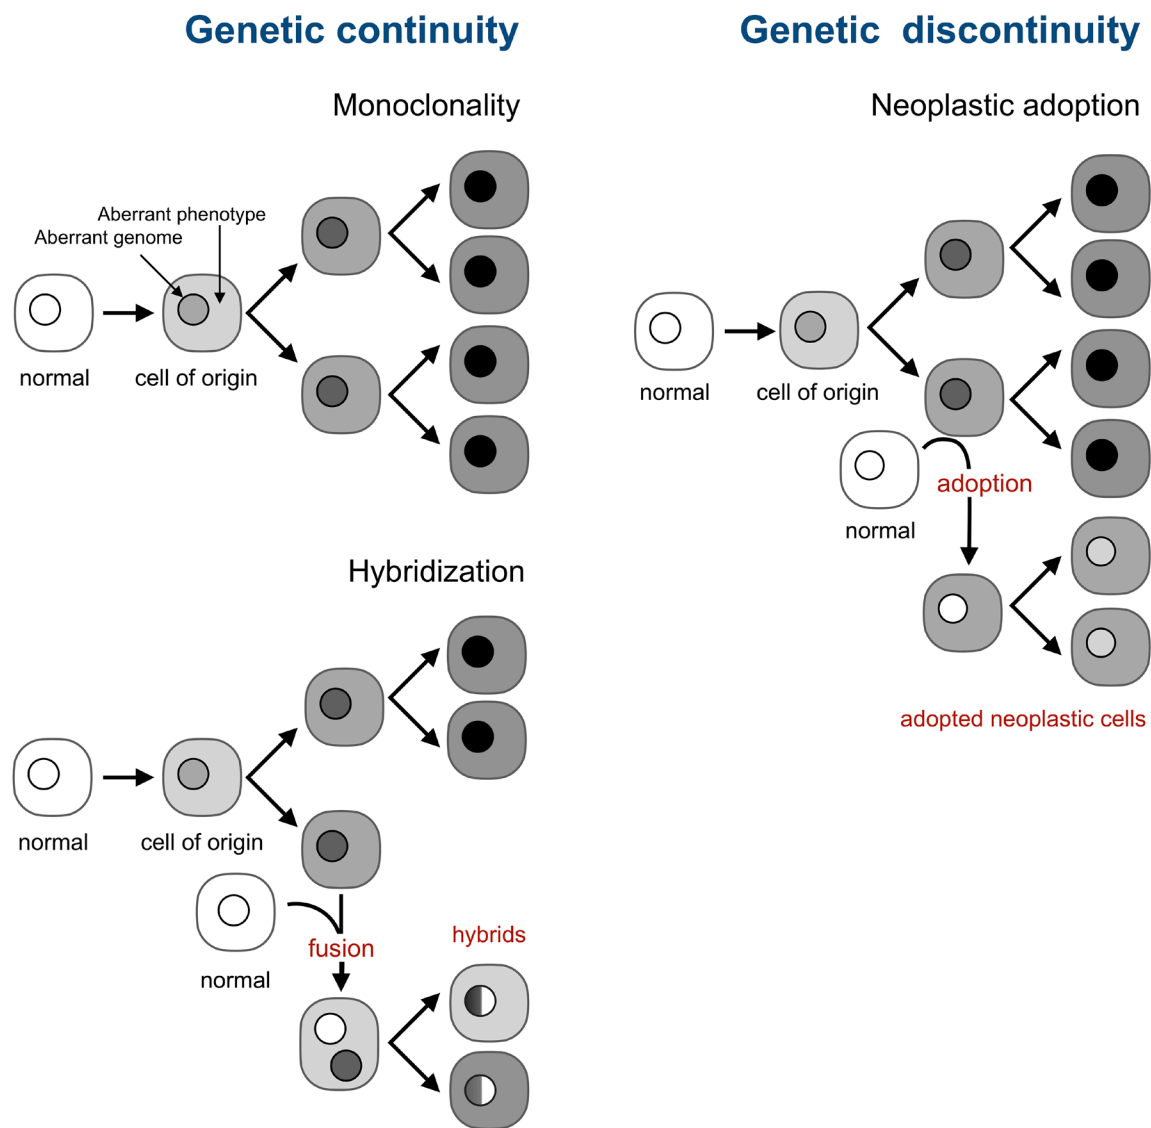 Genetic continuity
Monoclonality
Aberrant phenotype
Aberrant genome
normal
cell of origin
Hybridization
normal
cell of origin
normal
fusion
hybrids
Genetic discontinuity
Neoplastic adoption
normal
cell of origin
normal
adoption
adopted neoplastic cells